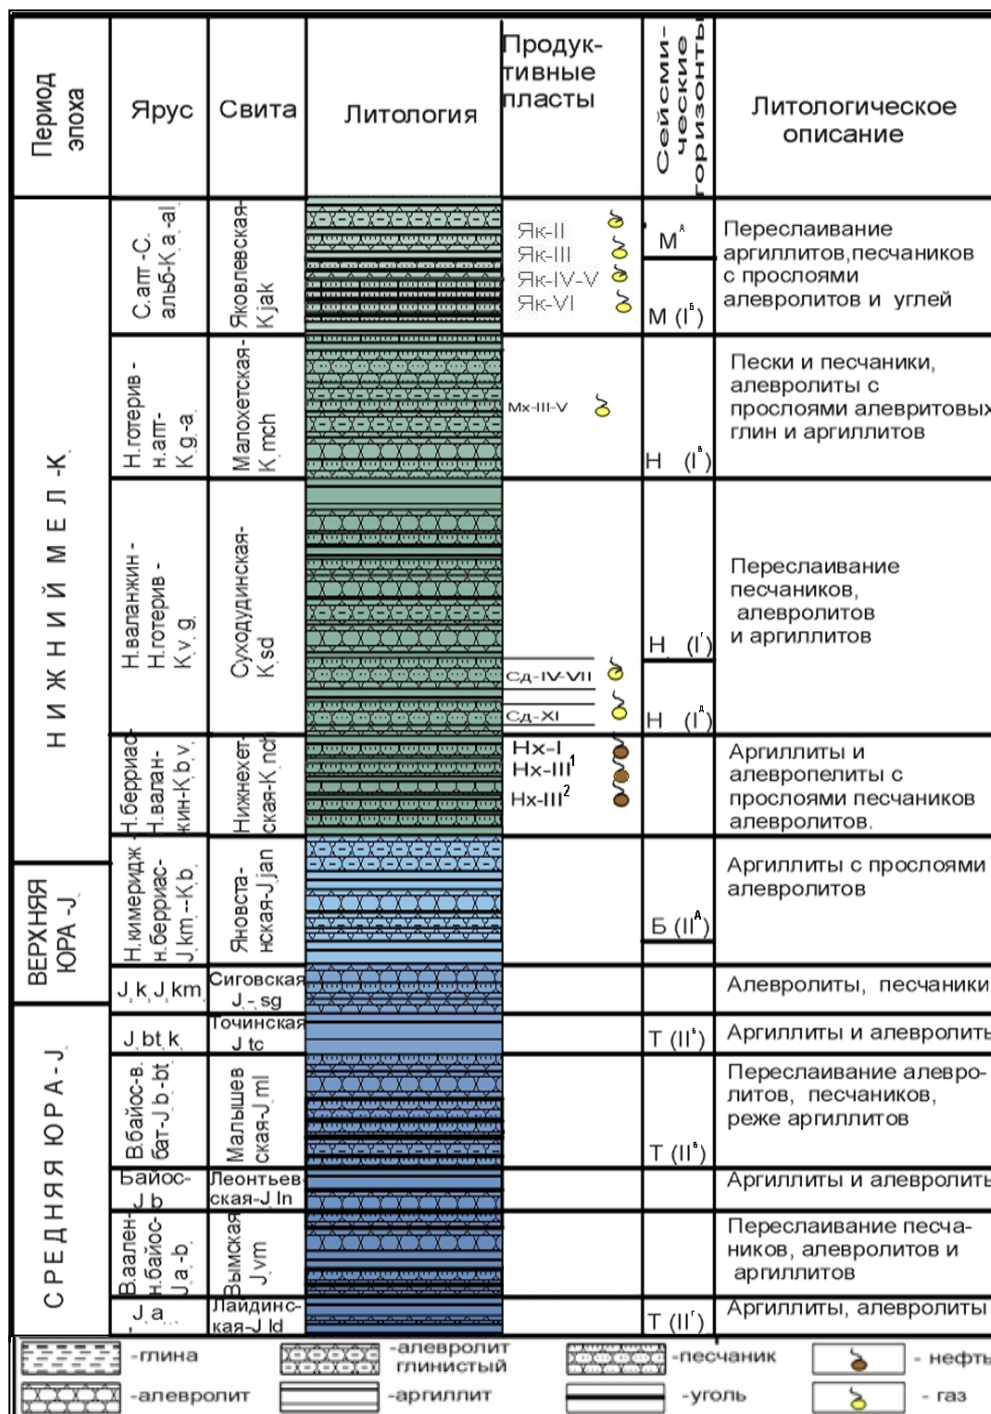 Период
эпоха
Ярус
Свита
Литология
Продук-
тивные
пласты
Сейсми-
ческие
горизонты
Литологическое
описание
НИЖНИЙ МЕЛ -К
С.апт -С.
альб-К a -al
Яковлевская-
K jak
Як-II
Як-III
Як-IV-V
Як-VI
М А
М (I Б)
Переслаивание
аргиллитов,песчаников
с прослоями
алевролитов и углей
Н.готерив -
н.апт-
К g -a
Малохетская-
K mch
Мх-III-V
Н (I В)
Пески и песчаники,
алевролиты с
прослоями алевритовых
глин и аргиллитов
Н.валанжин -
Н.готерив -
К v g
Суходудинская-
K sd
Сд-IV-VII
Сд-XI
Н (I Г)
Н (I Д)
Переслаивание
песчаников,
алевролитов
и аргиллитов
Н.берриас-
Н.валан-
жин-К b v
Нижнехет-
ская-К nch
Нх-I
Нх-III 1
Нх-III 2
Аргиллиты и
алевропелиты с
прослоями песчаников
алевролитов.
ВЕРХНЯЯ
ЮРА -J
Н.кимеридж -
н.берриас-
J km --K b
Яновста-
нская-J jan
Б (II А)
Аргиллиты с прослоями
алевролитов
J k J km
Сиговская
J - sg
Алевролиты, песчаники
СРЕДНЯЯ ЮРА - J
J bt k
Точинская
J tc
Т (II Б)
Аргиллиты и алевролиты
В.байос-в.
бат-J b -bt
Малышев
ская-J ml
Т (II В)
Переслаивание алевро-
литов, песчаников,
реже аргиллитов
Байос-
J b
Леонтьев-
ская-J ln
Аргиллиты и алевролиты
В.аален-
н.байос-
J a -b
Вымская
J vm
Переслаивание песча-
ников, алевролитов и
аргиллитов
J a
Лайдинс-
кая-J ld
Т (II Г)
Аргиллиты, алевролиты
-глина
-алевролит
глинистый
-песчаник
- нефть
-алевролит
-аргиллит
-уголь
- газ